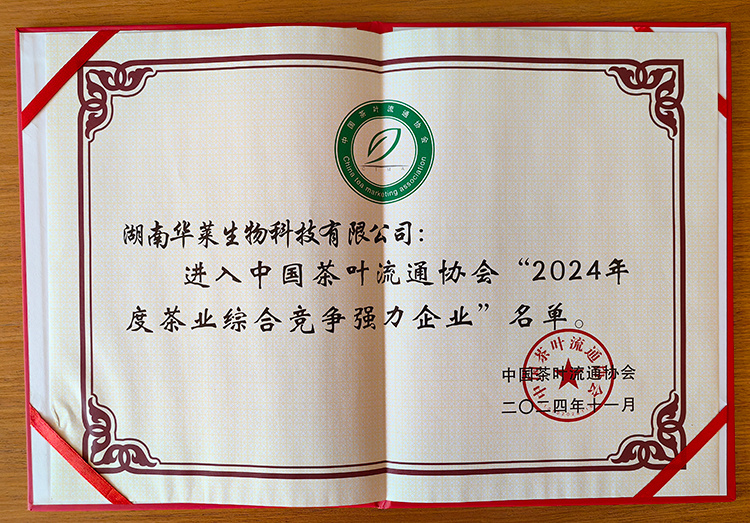 中国茶叶流通协会
China tea marketing association
湖南华莱生物科技有限公司：
进入中国茶叶流通协会“2024年
度茶业综合竞争强力企业”名单。
中国茶叶流通协会
中国茶叶流通协会
二〇二四年十一月